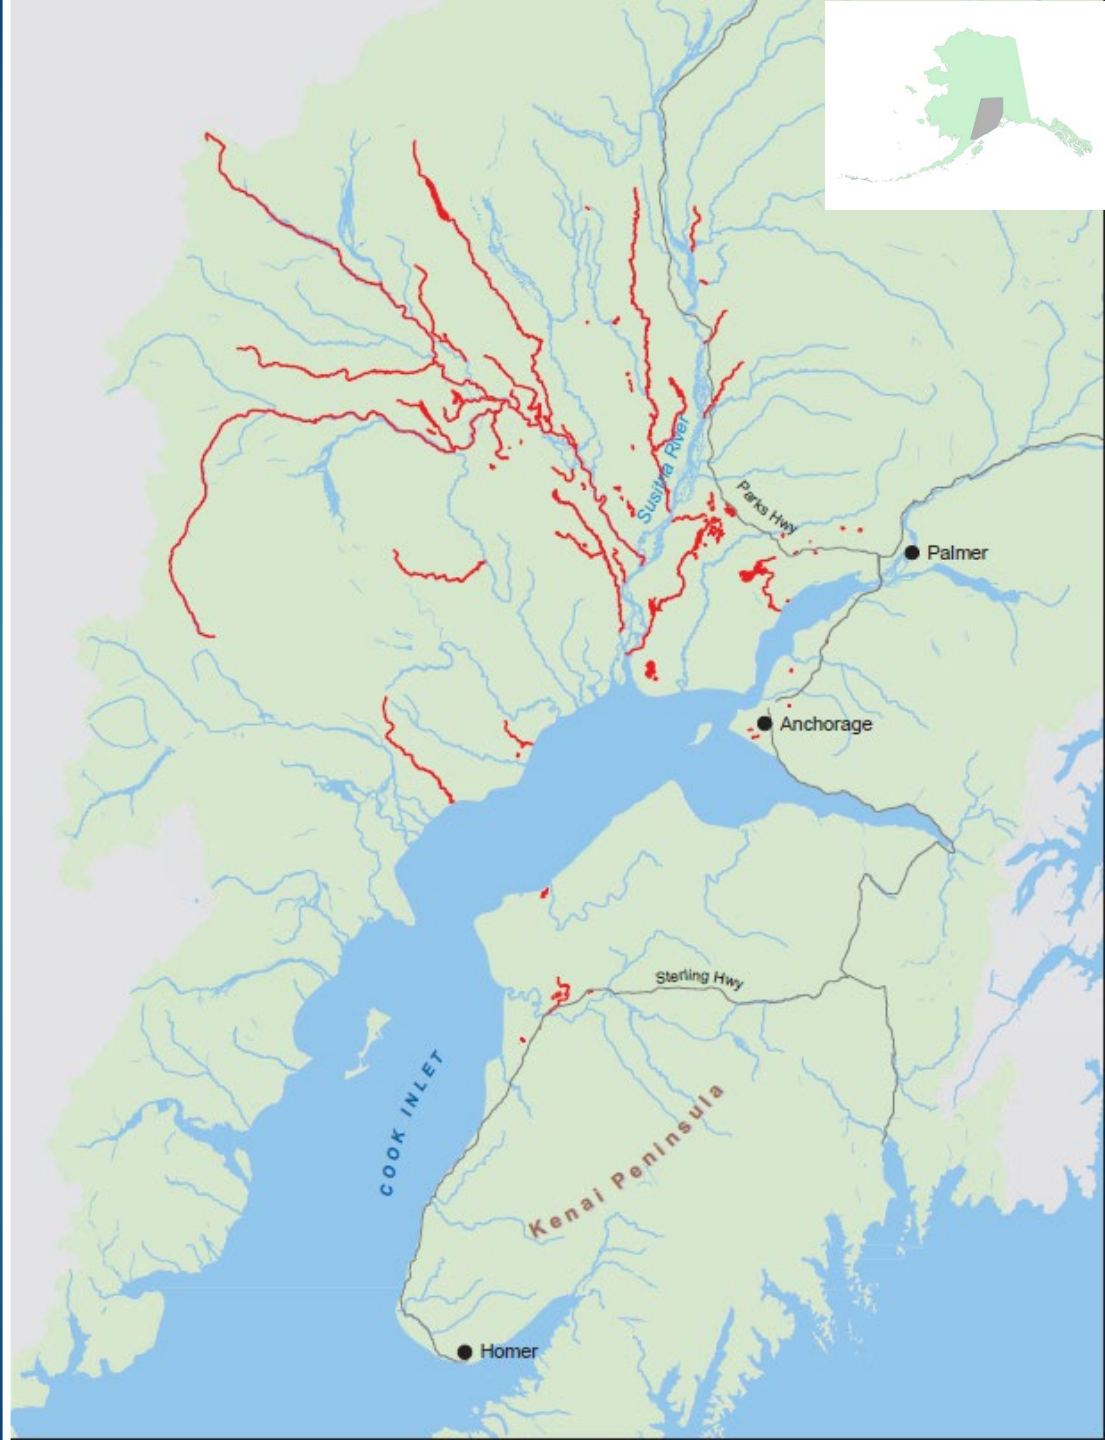 Susitna River
Parks Hwy
Palmer
Anchorage
Sterling Hwy
COOK INLET
Kenai Peninsula
Homer